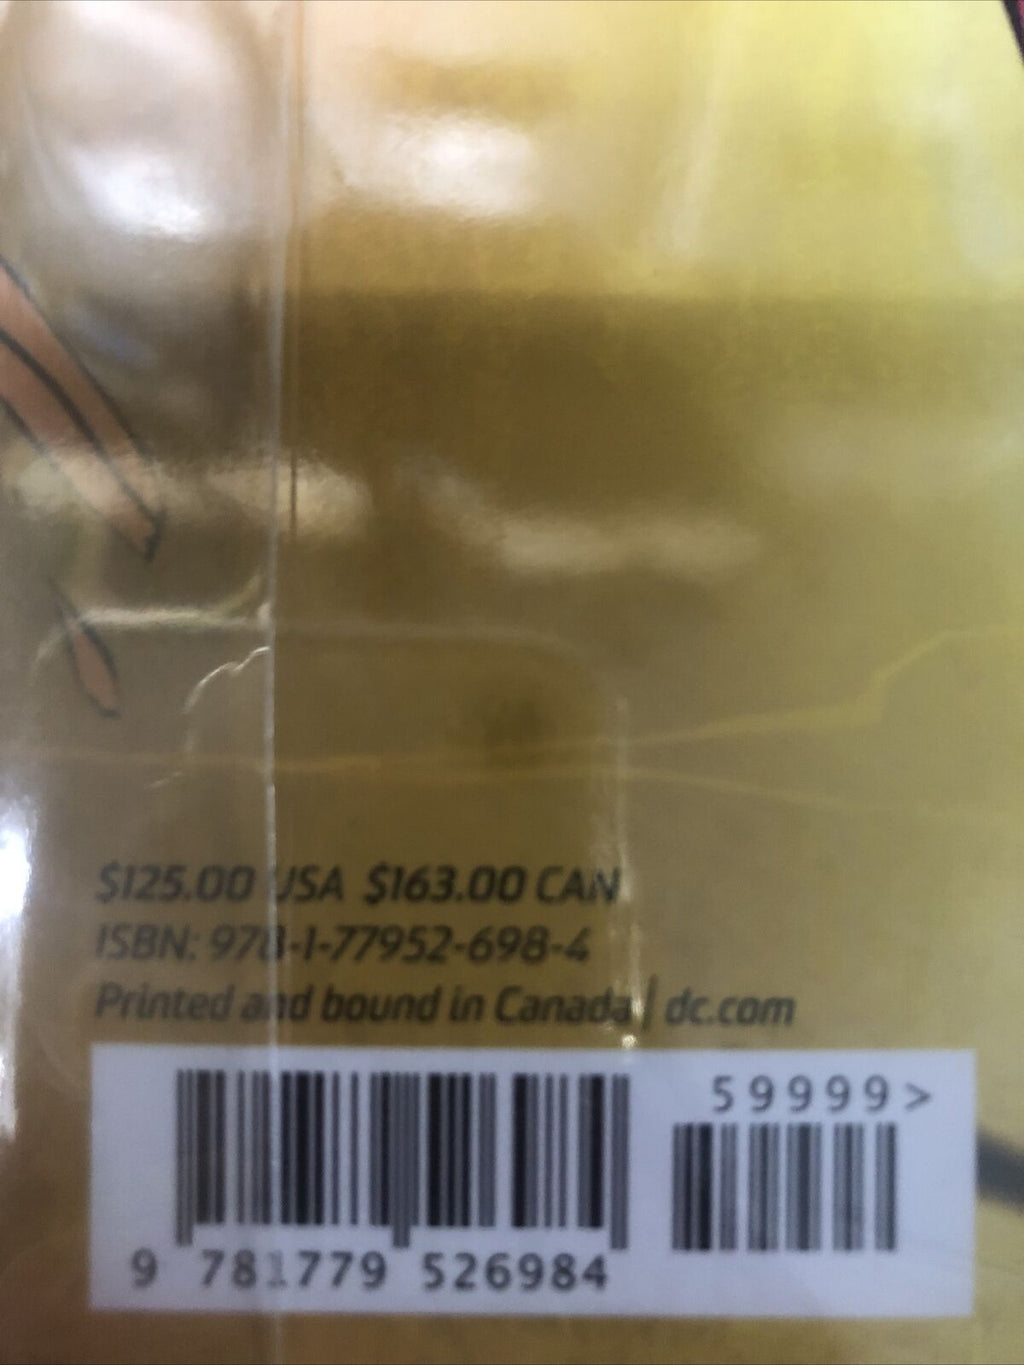 $125.00 USA $163.00 CAN
ISBN: 978-1-77952-698-4
Printed and bound in Canada | dc.com
59999>
9 781779 526984